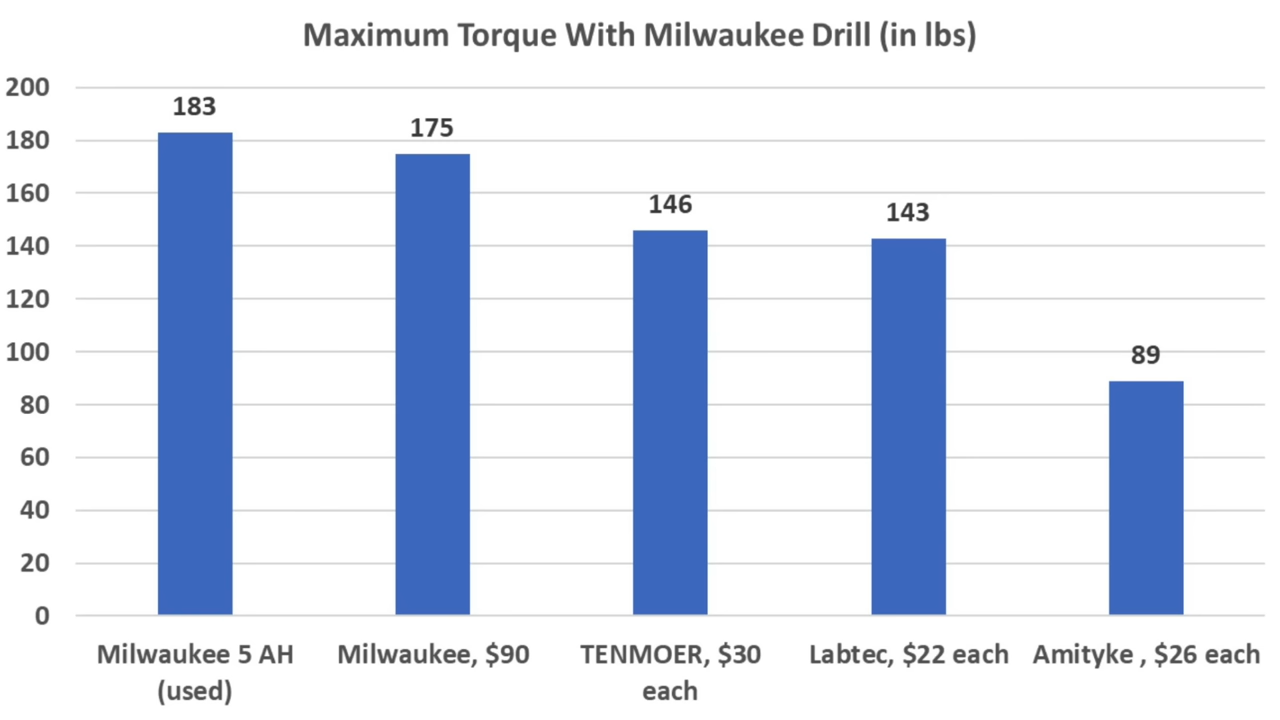 Maximum Torque With Milwaukee Drill (in lbs)
200
180
160
140
120
100
80
60
40
20
0
183
175
146
143
89
Milwaukee 5 AH
(used)
Milwaukee, $90
TENMOER, $30
each
Labtec, $22 each
Amityke , $26 each